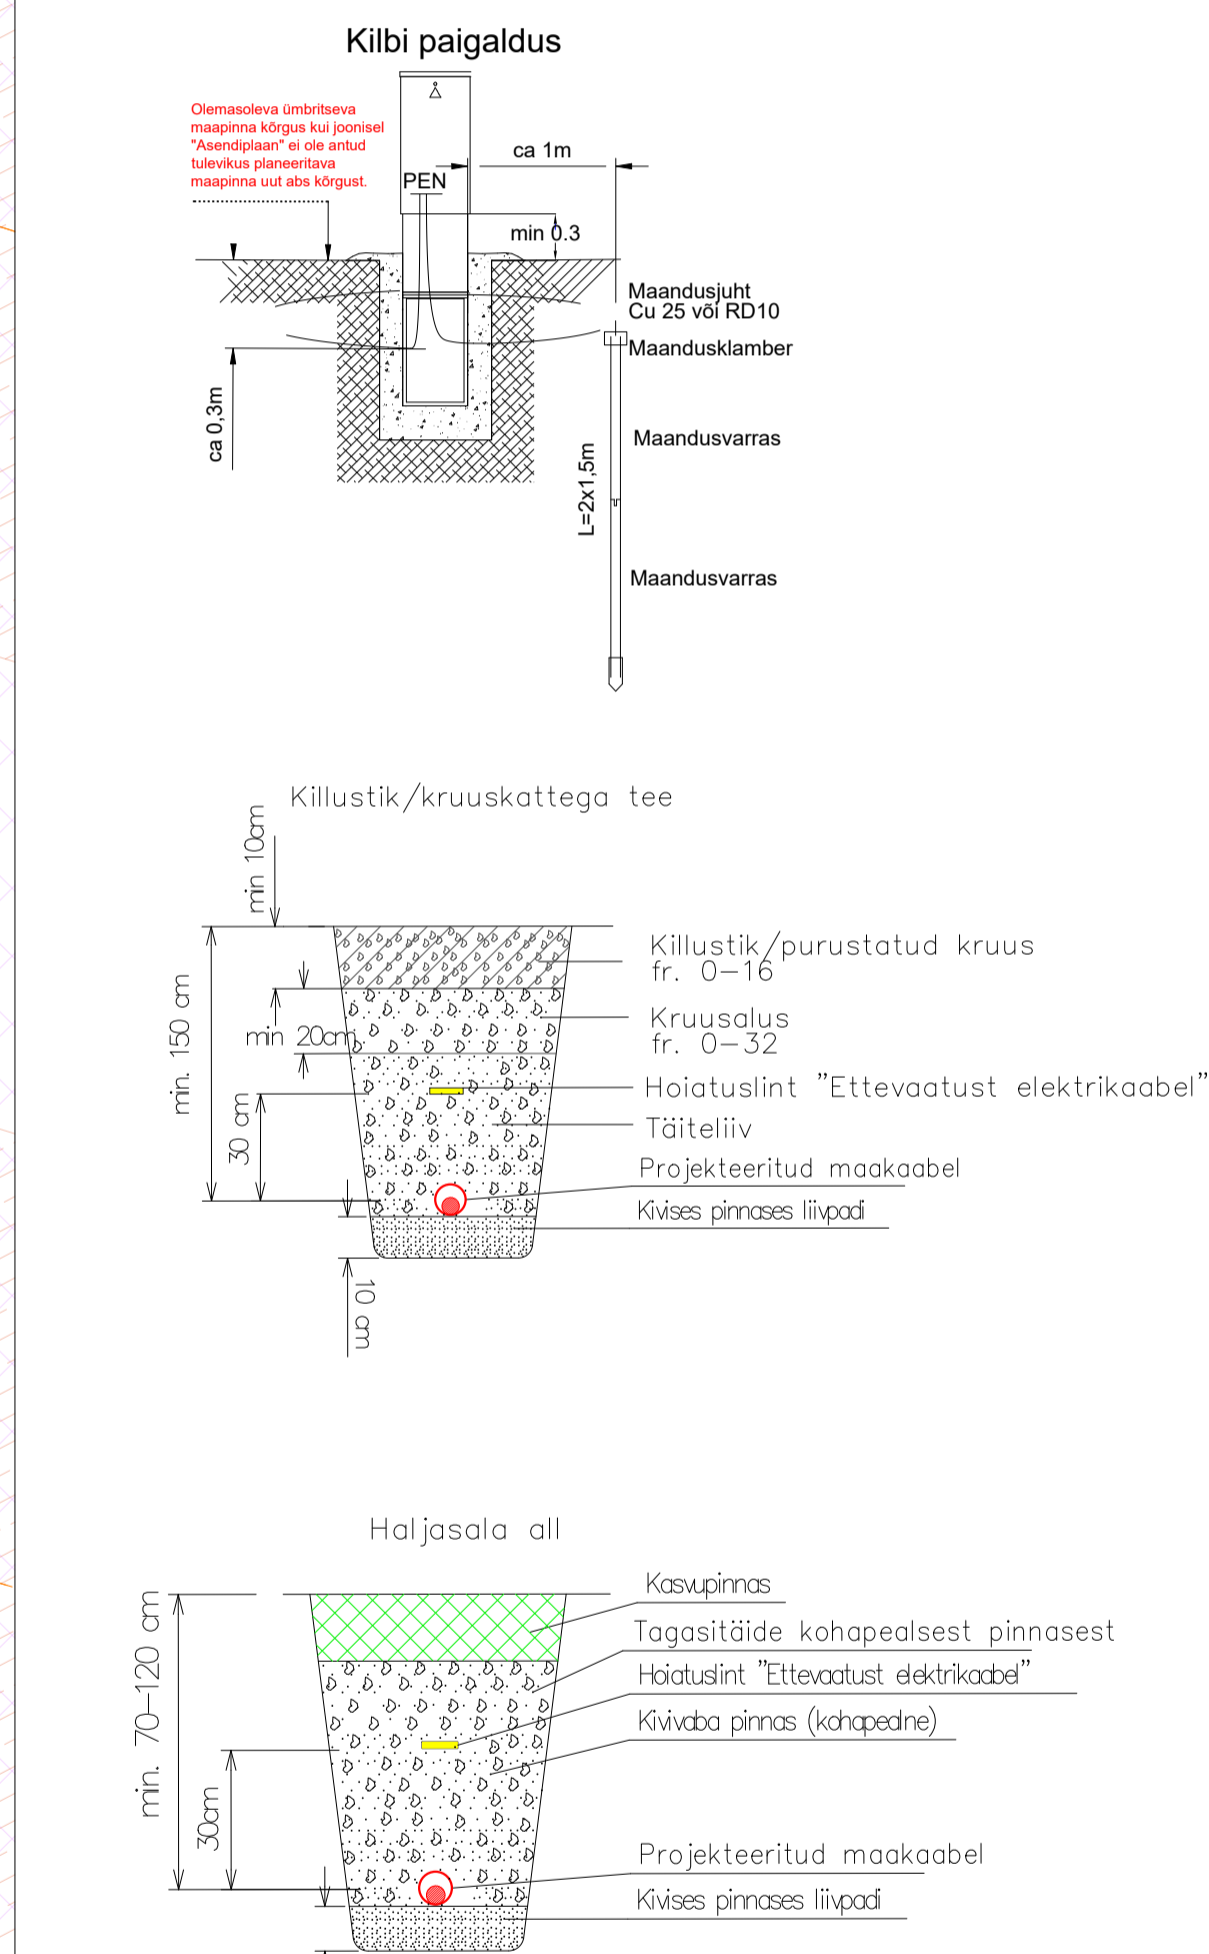 Kilbi paigaldus
Olemasoleva ümbritseva
maapinna kõrgus kui joonisel
"Asendiplaan" ei ole antud
tulevikus planeeritava
maapinna uut abs kõrgust.
ca 1m
PEN
min 0.3
Maandusjuht
Cu 25 või RD10
Maandusklamber
ca 0,3m
Maandusvarras
L=2x1,5m
Maandusvarras
Killustik/kruuskattega tee
min 10cm
Killustik/purustatud kruus
fr. 0-16
min. 150 cm
Kruusalus
fr. 0-32
min 20cm
Hoiatuslint "Ettevaatust elektrikaabel"
30 cm
Täiteliiv
Projekteeritud maakaabel
Kivises pinnases liivpadi
10 cm
Haljasala all
Kasvupinnas
min. 70-120 cm
Tagasitäide kohapealsest pinnasest
Hoiatuslint "Ettevaatust elektrikaabel"
Kivivaba pinnas (kohapealne)
30cm
Projekteeritud maakaabel
Kivises pinnases liivpadi